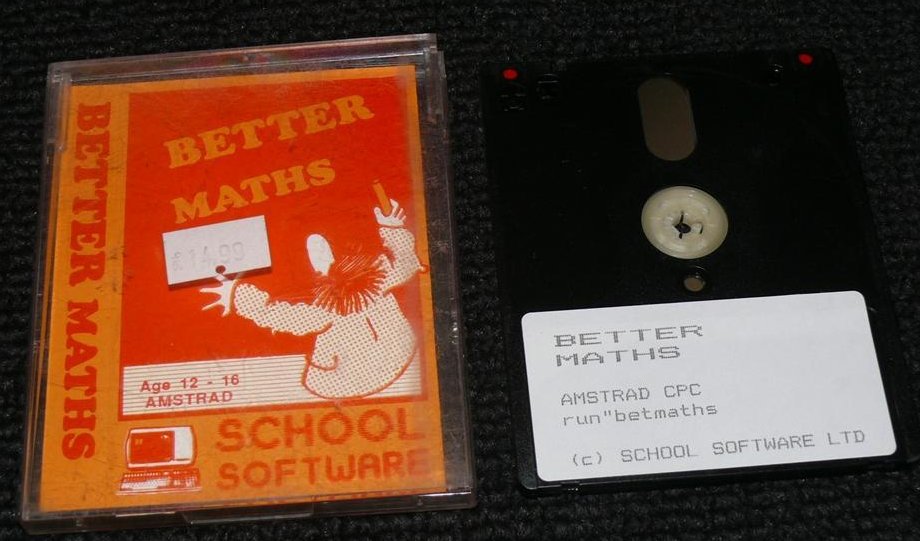 BETTER MATHS
BETTER
MATHS
£14.99
Age 12 - 16
AMSTRAD
SCHOOL
SOFTWARE
BETTER
MATHS
AMSTRAD CPC
run"betmaths
(c) SCHOOL SOFTWARE LTD